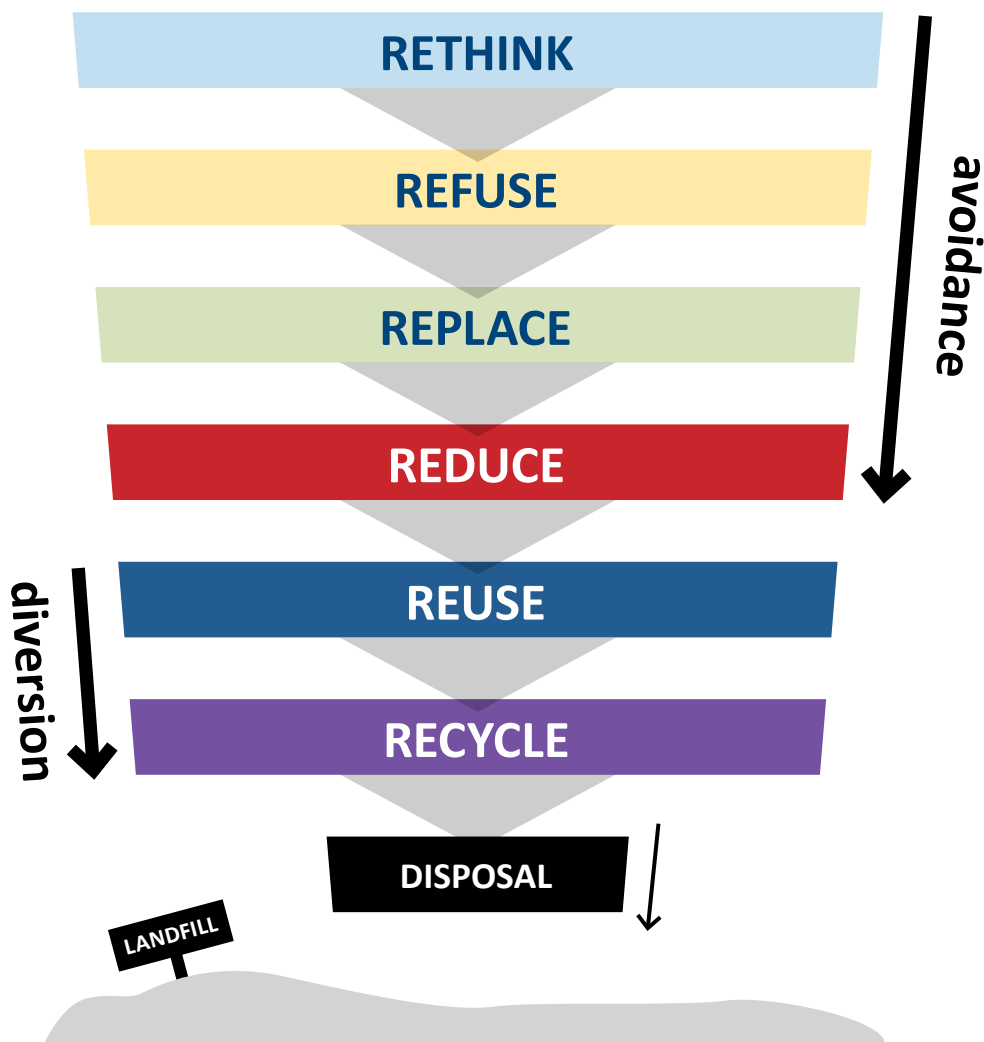 RETHINK
REFUSE
avoidance
REPLACE
REDUCE
REUSE
diversion
RECYCLE
DISPOSAL
LANDFILL